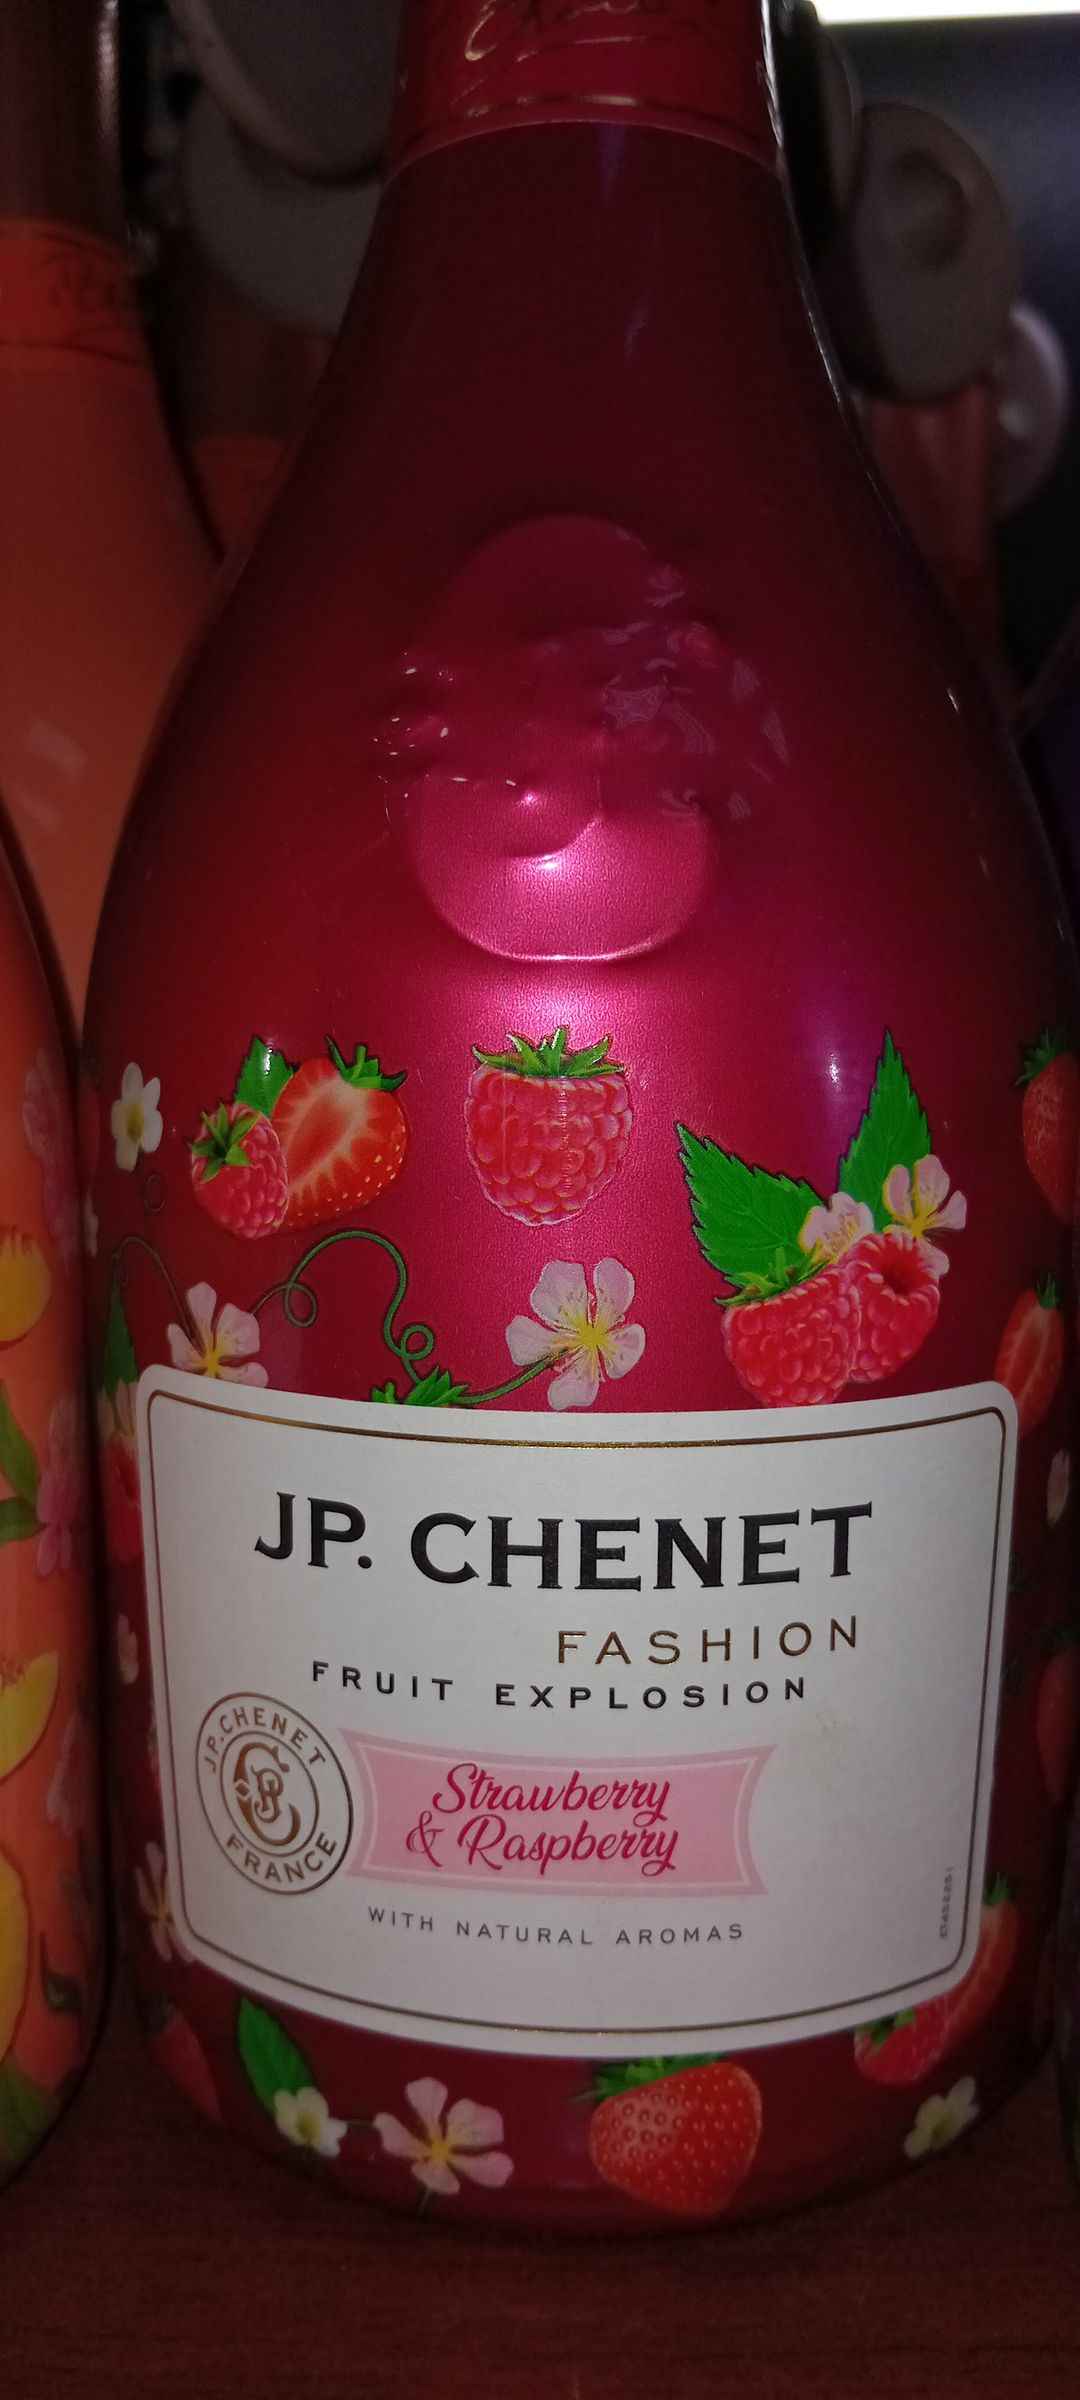 JP. CHENET
FASHION
FRUIT EXPLOSION
JP.CHENET
FRANCE
Strawberry
& Raspberry
WITH NATURAL AROMAS